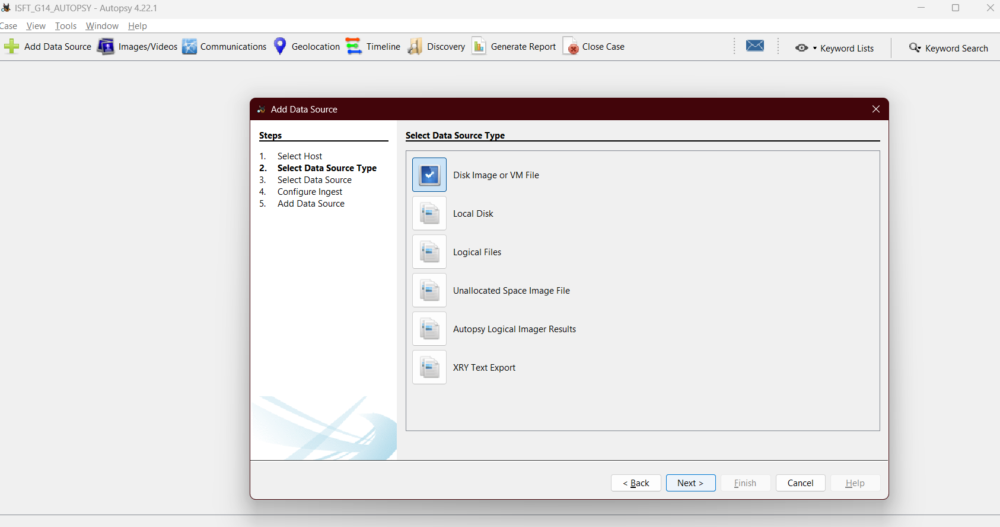 ISFT_G14_AUTOPSY - Autopsy 4.22.1
Case View Tools Window Help
Add Data Source Images/Videos Communications Geolocation Timeline Discovery Generate Report Close Case Keyword Lists Keyword Search
Add Data Source
Steps
1. Select Host
2. Select Data Source Type
3. Select Data Source
4. Configure Ingest
5. Add Data Source
Select Data Source Type
Disk Image or VM File
Local Disk
Logical Files
Unallocated Space Image File
Autopsy Logical Imager Results
XRY Text Export
< Back Next > Finish Cancel Help